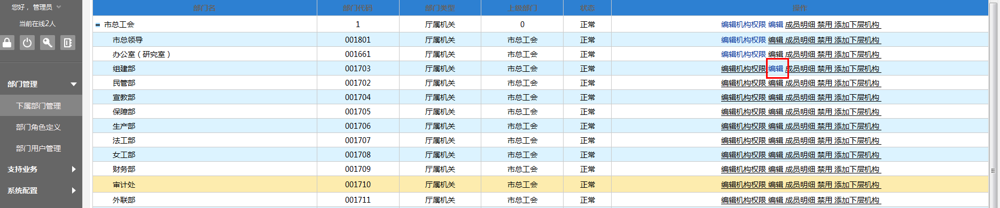 您好，管理员
当前在线2人
部门管理
下属部门管理
部门角色定义
部门用户管理
支持业务
系统配置
部门名 部门代码 部门类型 上级部门 状态 操作
市总工会 1 厅属机关 0 正常 编辑机构权限 编辑 成员明细 禁用 添加下层机构
市总领导 001801 厅属机关 市总工会 正常 编辑机构权限 编辑 成员明细 禁用 添加下层机构
办公室（研究室） 001661 厅属机关 市总工会 正常 编辑机构权限 编辑 成员明细 禁用 添加下层机构
组建部 001703 厅属机关 市总工会 正常 编辑机构权限 编辑 成员明细 禁用 添加下层机构
民管部 001702 厅属机关 市总工会 正常 编辑机构权限 编辑 成员明细 禁用 添加下层机构
宣教部 001704 厅属机关 市总工会 正常 编辑机构权限 编辑 成员明细 禁用 添加下层机构
保障部 001705 厅属机关 市总工会 正常 编辑机构权限 编辑 成员明细 禁用 添加下层机构
生产部 001706 厅属机关 市总工会 正常 编辑机构权限 编辑 成员明细 禁用 添加下层机构
法工部 001707 厅属机关 市总工会 正常 编辑机构权限 编辑 成员明细 禁用 添加下层机构
女工部 001708 厅属机关 市总工会 正常 编辑机构权限 编辑 成员明细 禁用 添加下层机构
财务部 001709 厅属机关 市总工会 正常 编辑机构权限 编辑 成员明细 禁用 添加下层机构
审计处 001710 厅属机关 市总工会 正常 编辑机构权限 编辑 成员明细 禁用 添加下层机构
外联部 001711 厅属机关 市总工会 正常 编辑机构权限 编辑 成员明细 禁用 添加下层机构